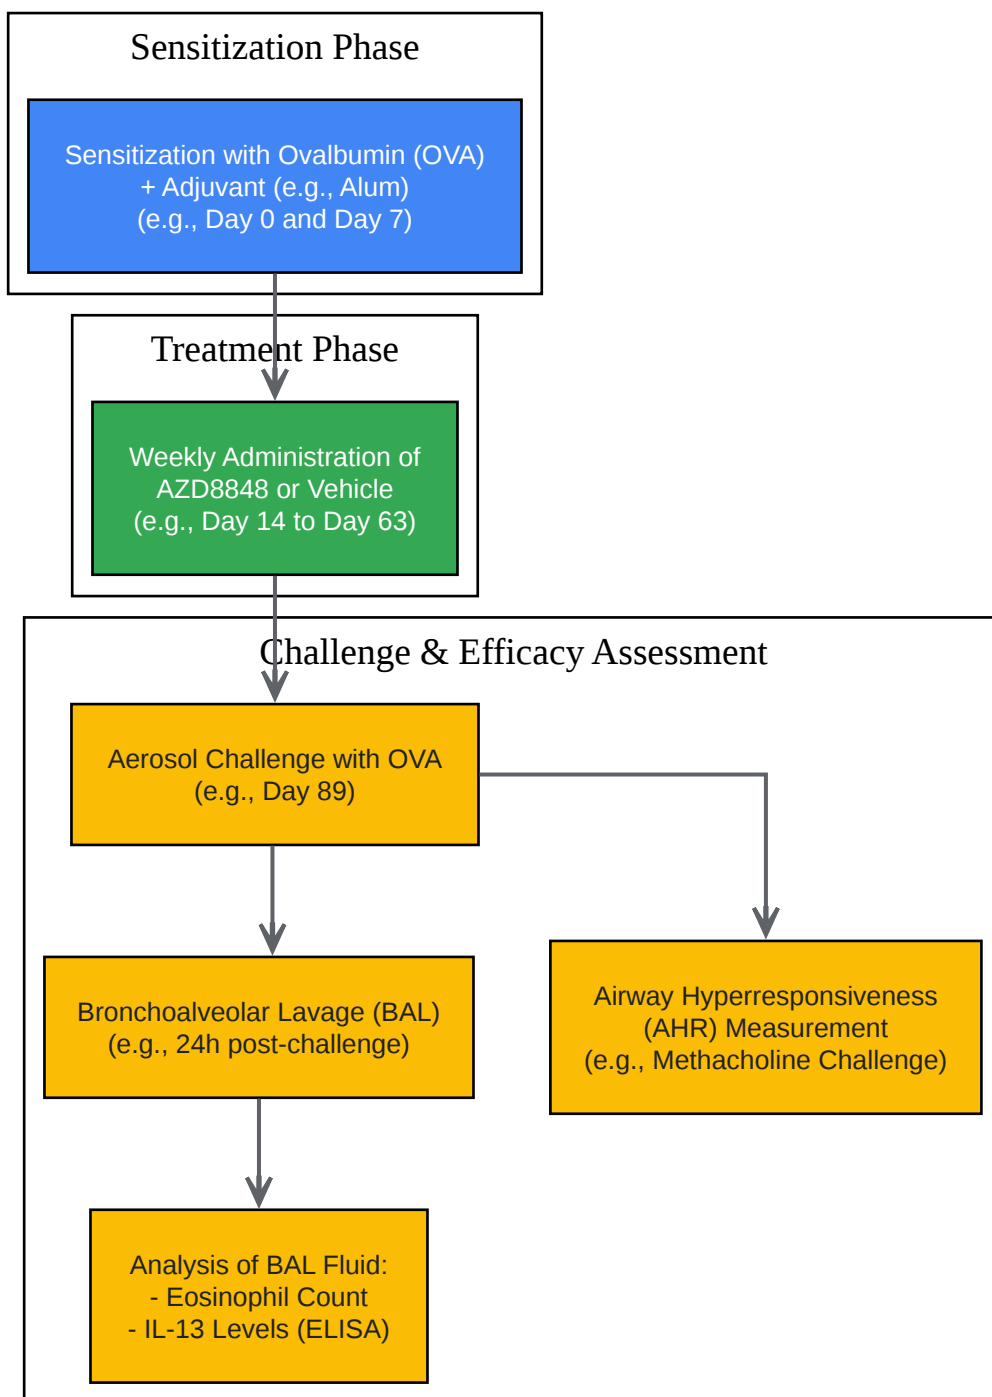 Sensitization Phase
Sensitization with Ovalbumin (OVA)
+ Adjuvant (e.g., Alum)
(e.g., Day 0 and Day 7)
Treatment Phase
Weekly Administration of
AZD8848 or Vehicle
(e.g., Day 14 to Day 63)
Challenge & Efficacy Assessment
Aerosol Challenge with OVA
(e.g., Day 89)
Bronchoalveolar Lavage (BAL)
(e.g., 24h post-challenge)
Airway Hyperresponsiveness
(AHR) Measurement
(e.g., Methacholine Challenge)
Analysis of BAL Fluid:
- Eosinophil Count
- IL-13 Levels (ELISA)